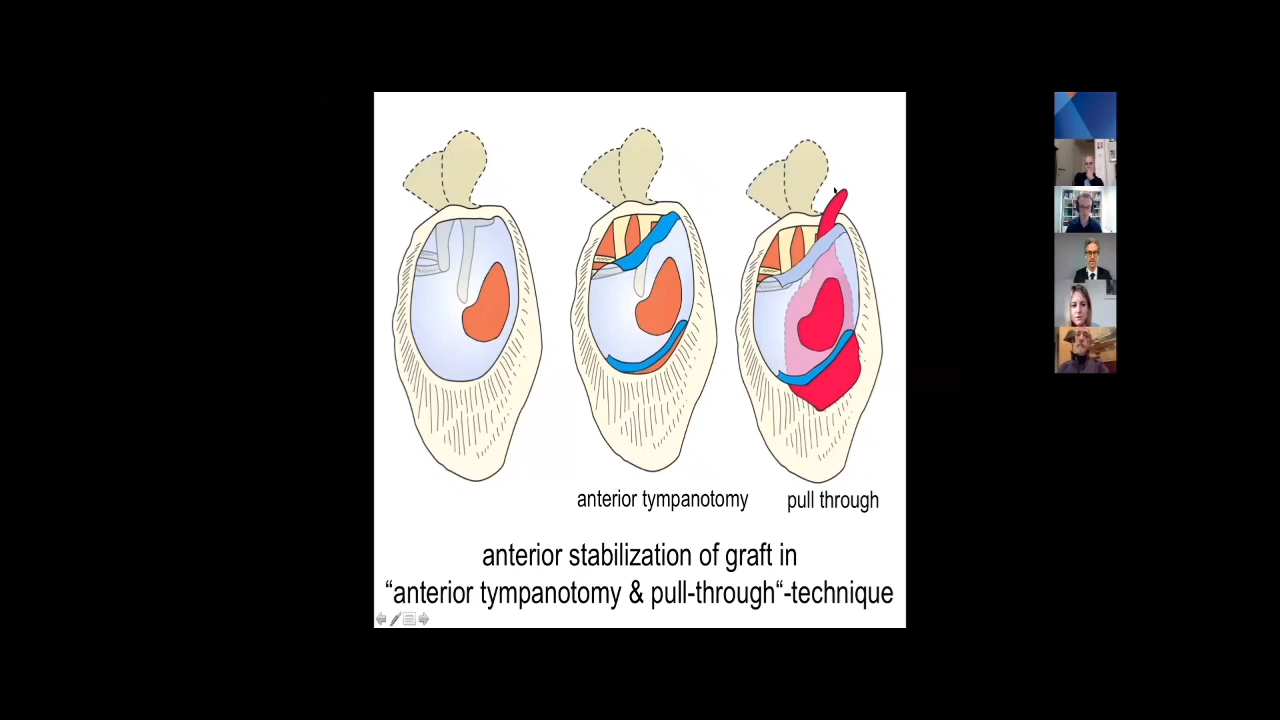 anterior tympanotomy
pull through
anterior stabilization of graft in
“anterior tympanotomy & pull-through“-technique